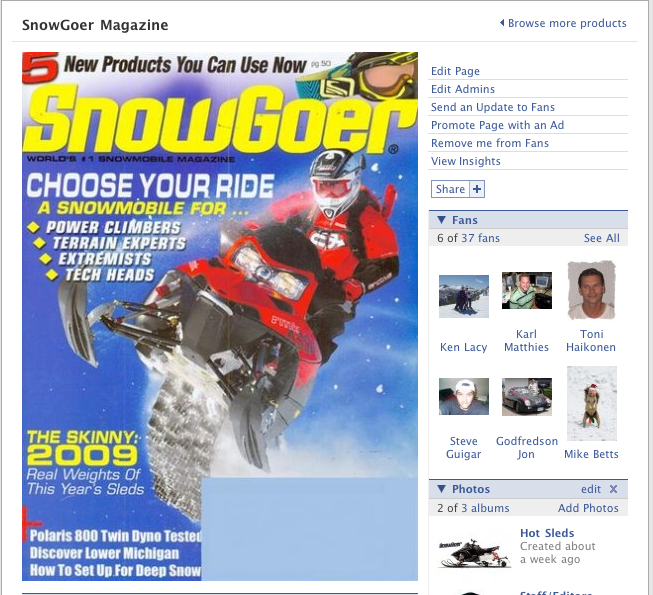 SnowGoer Magazine
Browse more products
5 New Products You Can Use Now pg.50
SnowGoer®
WORLD'S #1 SNOWMOBILE MAGAZINE
CHOOSE YOUR RIDE
A SNOWMOBILE FOR ...
POWER CLIMBERS
TERRAIN EXPERTS
EXTREMISTS
TECH HEADS
THE SKINNY:
2009
Real Weights Of
This Year's Sleds
Polaris 800 Twin Dyno Tested
Discover Lower Michigan
How To Set Up For Deep Snow
Edit Page
Edit Admins
Send an Update to Fans
Promote Page with an Ad
Remove me from Fans
View Insights
Share +
Fans
6 of 37 fans See All
Ken Lacy
Karl
Matthies
Toni
Haikonen
Steve
Guigar
Godfredson
Jon
Mike Betts
Photos edit X
2 of 3 albums Add Photos
Hot Sleds
Created about
a week ago
Staff/Editors